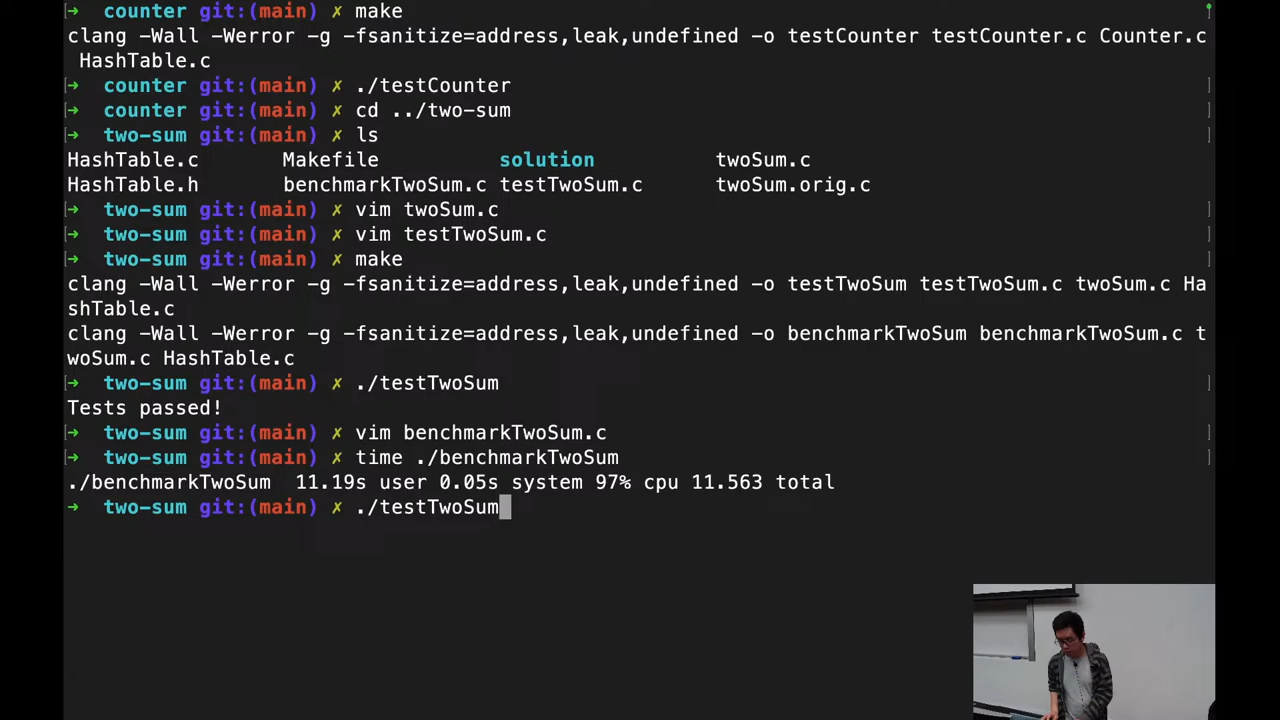 ➜ counter git:(main) ✗ make
clang -Wall -Werror -g -fsanitize=address,leak,undefined -o testCounter testCounter.c Counter.c
HashTable.c
➜ counter git:(main) ✗ ./testCounter
➜ counter git:(main) ✗ cd ../two-sum
➜ two-sum git:(main) ✗ ls
HashTable.c Makefile solution twoSum.c
HashTable.h benchmarkTwoSum.c testTwoSum.c twoSum.orig.c
➜ two-sum git:(main) ✗ vim twoSum.c
➜ two-sum git:(main) ✗ vim testTwoSum.c
➜ two-sum git:(main) ✗ make
clang -Wall -Werror -g -fsanitize=address,leak,undefined -o testTwoSum testTwoSum.c twoSum.c Ha
shTable.c
clang -Wall -Werror -g -fsanitize=address,leak,undefined -o benchmarkTwoSum benchmarkTwoSum.c t
woSum.c HashTable.c
➜ two-sum git:(main) ✗ ./testTwoSum
Tests passed!
➜ two-sum git:(main) ✗ vim benchmarkTwoSum.c
➜ two-sum git:(main) ✗ time ./benchmarkTwoSum
./benchmarkTwoSum 11.19s user 0.05s system 97% cpu 11.563 total
➜ two-sum git:(main) ✗ ./testTwoSum